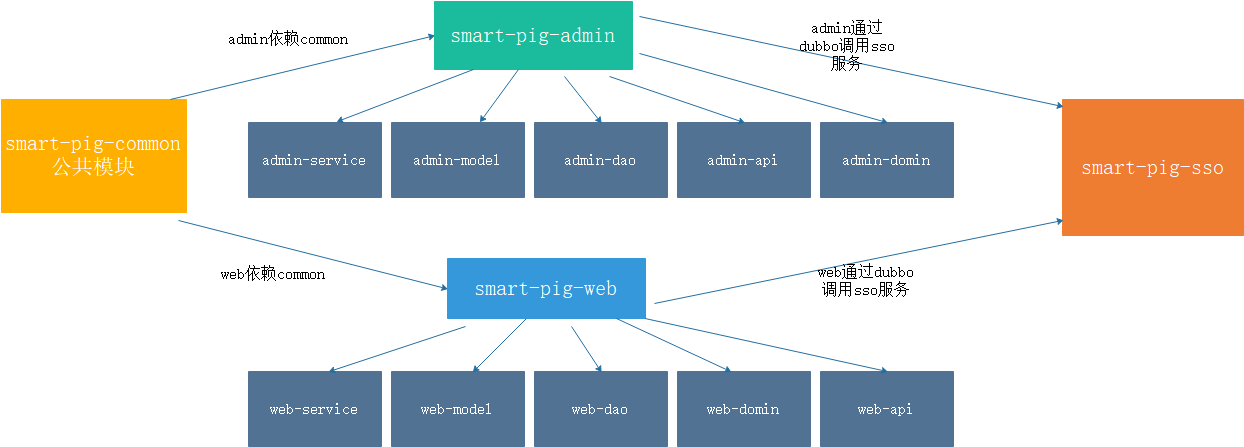 smart-pig-admin
admin依赖common
admin通过
dubbo调用sso
服务
smart-pig-common
公共模块
admin-service
admin-model
admin-dao
admin-api
admin-domin
smart-pig-sso
web依赖common
smart-pig-web
web通过dubbo
调用sso服务
web-service
web-model
web-dao
web-domin
web-api